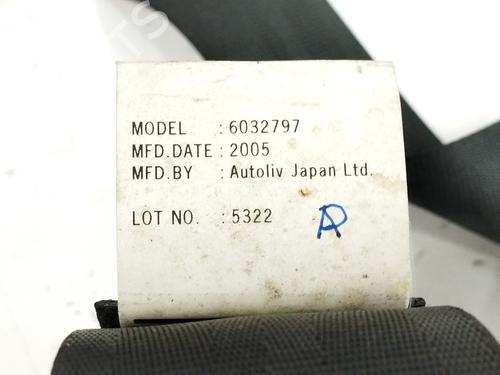 MODEL : 6032797
MFD.DATE : 2005
MFD.BY : Autoliv Japan Ltd.
LOT NO. : 5322